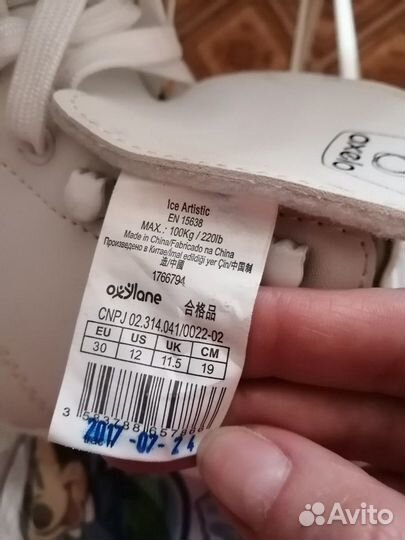 oxelo
Ice Artistic
EN 15638
MAX.: 100Kg / 220lb
Made in China/Fabricado na China
Произведено в Китае/Imal edildiği yer Çin/中国制
造/中國
1766794
oxylane 合格品
CNPJ 02.314.041/0022-02
EU US UK CM
30 12 11.5 19
2017-07-24
Avito